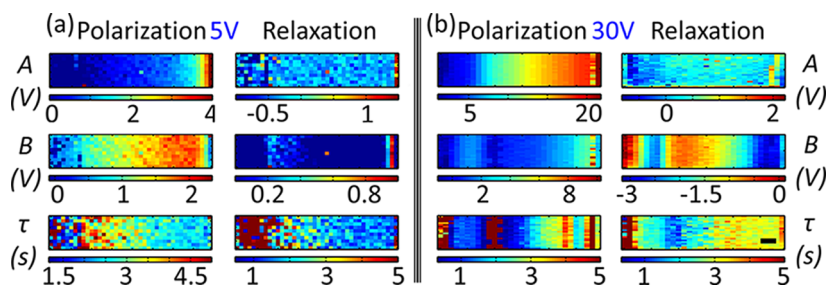 (a) Polarization 5V Relaxation (b) Polarization 30V Relaxation
A (V) A (V)
0 2 4 -0.5 1 5 20 0 2
B (V) B (V)
0 1 2 0.2 0.8 2 8 -3 -1.5 0
τ (s) τ (s)
1.5 3 4.5 1 3 5 1 3 5 1 3 5